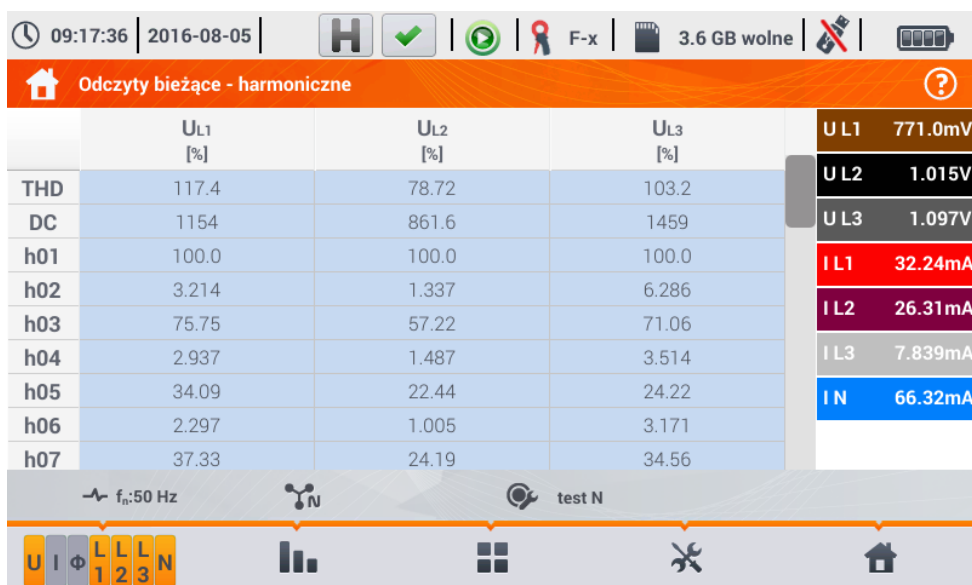 09:17:36 2016-08-05 H F-x 3.6 GB wolne
Odczyty bieżące - harmoniczne ?
UL1 UL2 UL3
[%] [%] [%]
THD 117.4 78.72 103.2
DC 1154 861.6 1459
h01 100.0 100.0 100.0
h02 3.214 1.337 6.286
h03 75.75 57.22 71.06
h04 2.937 1.487 3.514
h05 34.09 22.44 24.22
h06 2.297 1.005 3.171
h07 37.33 24.19 34.56
U L1 771.0mV
U L2 1.015V
U L3 1.097V
I L1 32.24mA
I L2 26.31mA
I L3 7.839mA
I N 66.32mA
fn:50 Hz N test N
U I Φ L1 L2 L3 N